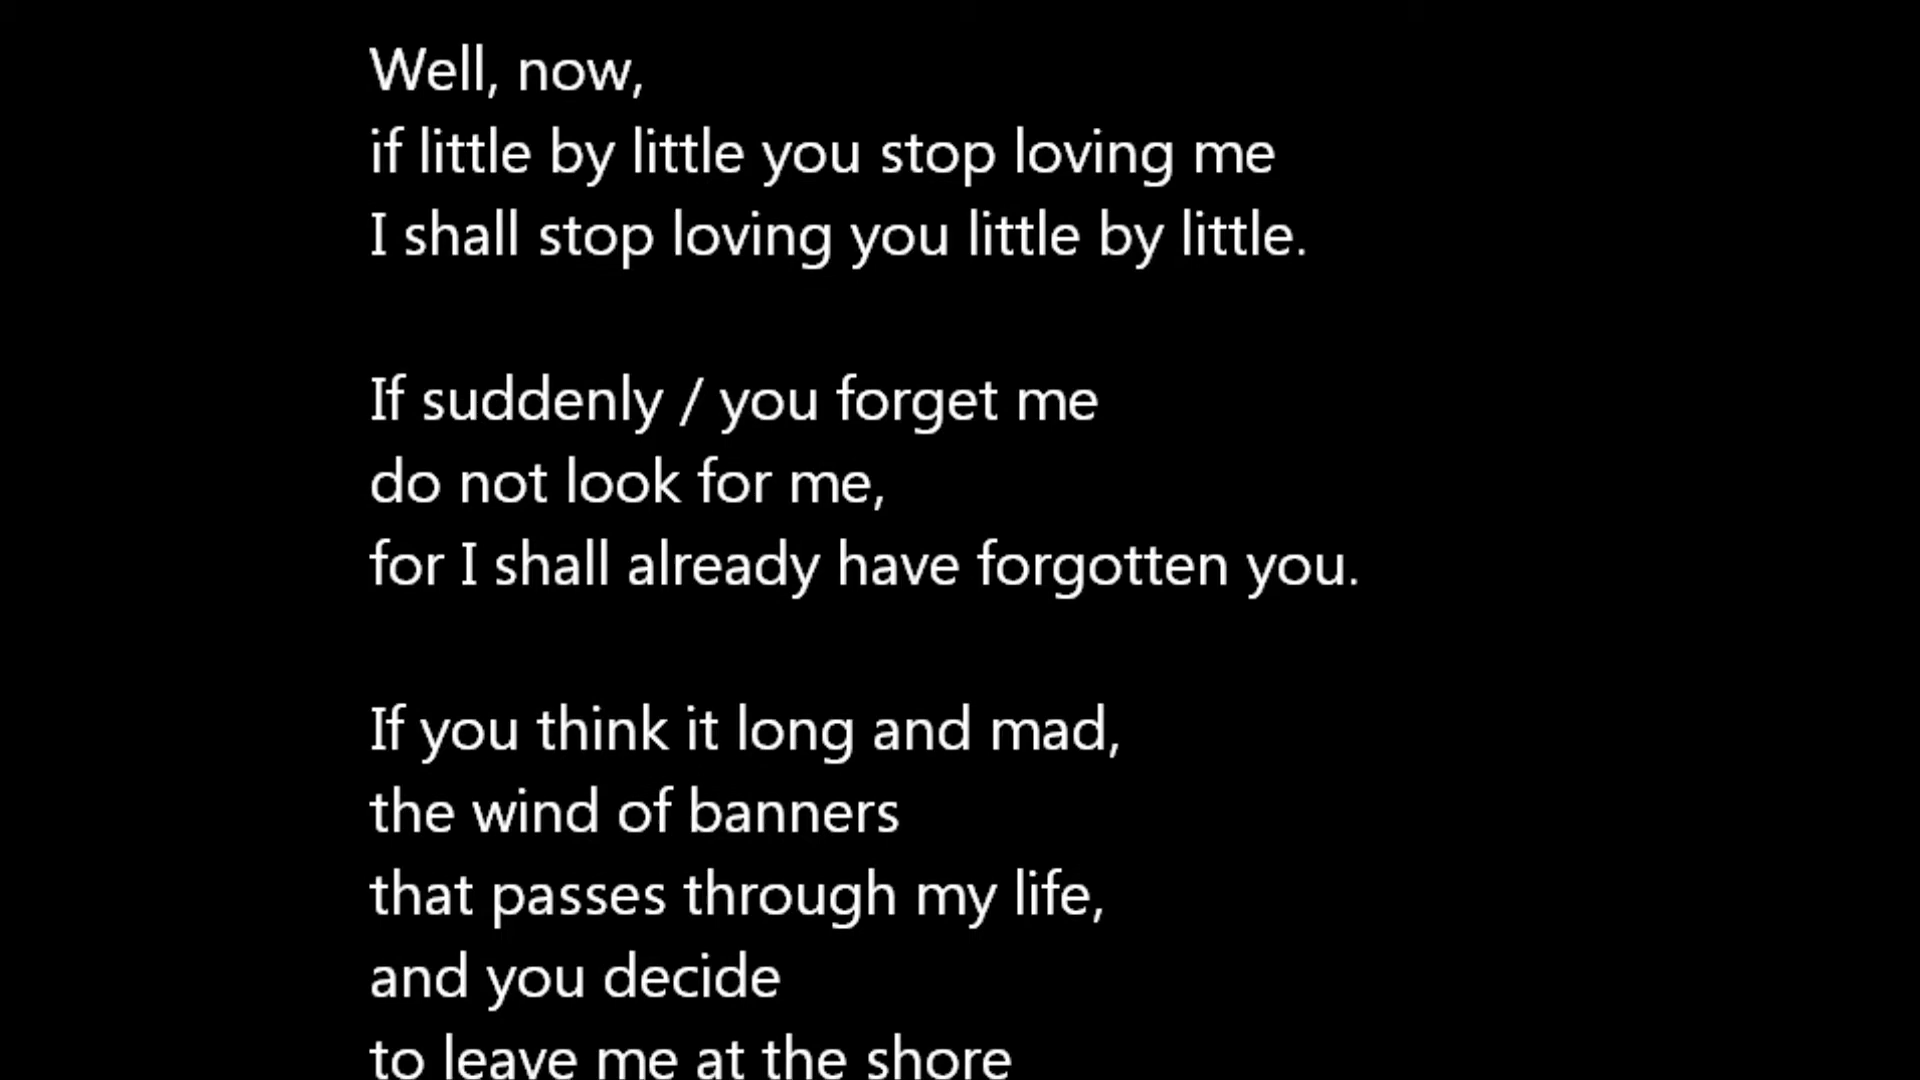 Well, now,
if little by little you stop loving me
I shall stop loving you little by little.
If suddenly / you forget me
do not look for me,
for I shall already have forgotten you.
If you think it long and mad,
the wind of banners
that passes through my life,
and you decide
to leave me at the shore